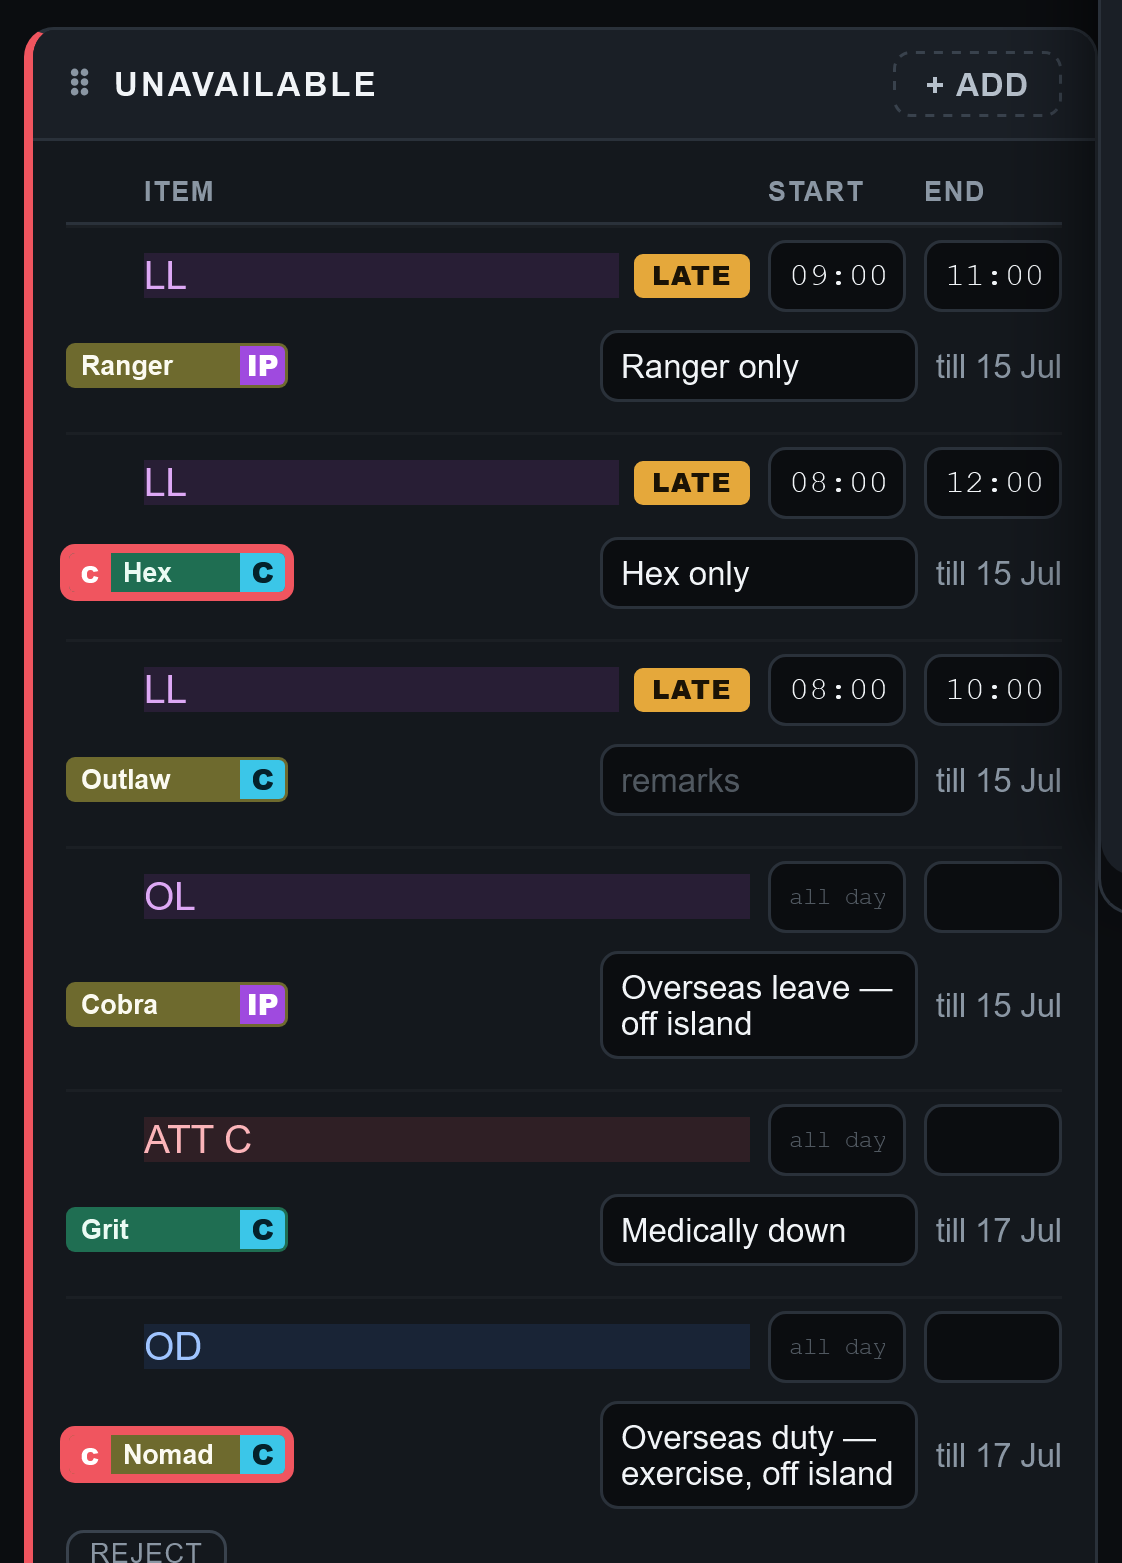 UNAVAILABLE
+ ADD
ITEM START END
LL LATE 09:00 11:00
Ranger IP Ranger only till 15 Jul
LL LATE 08:00 12:00
c Hex C Hex only till 15 Jul
LL LATE 08:00 10:00
Outlaw C remarks till 15 Jul
OL all day
Cobra IP Overseas leave —
off island till 15 Jul
ATT C all day
Grit C Medically down till 17 Jul
OD all day
c Nomad C Overseas duty —
exercise, off island till 17 Jul
REJECT